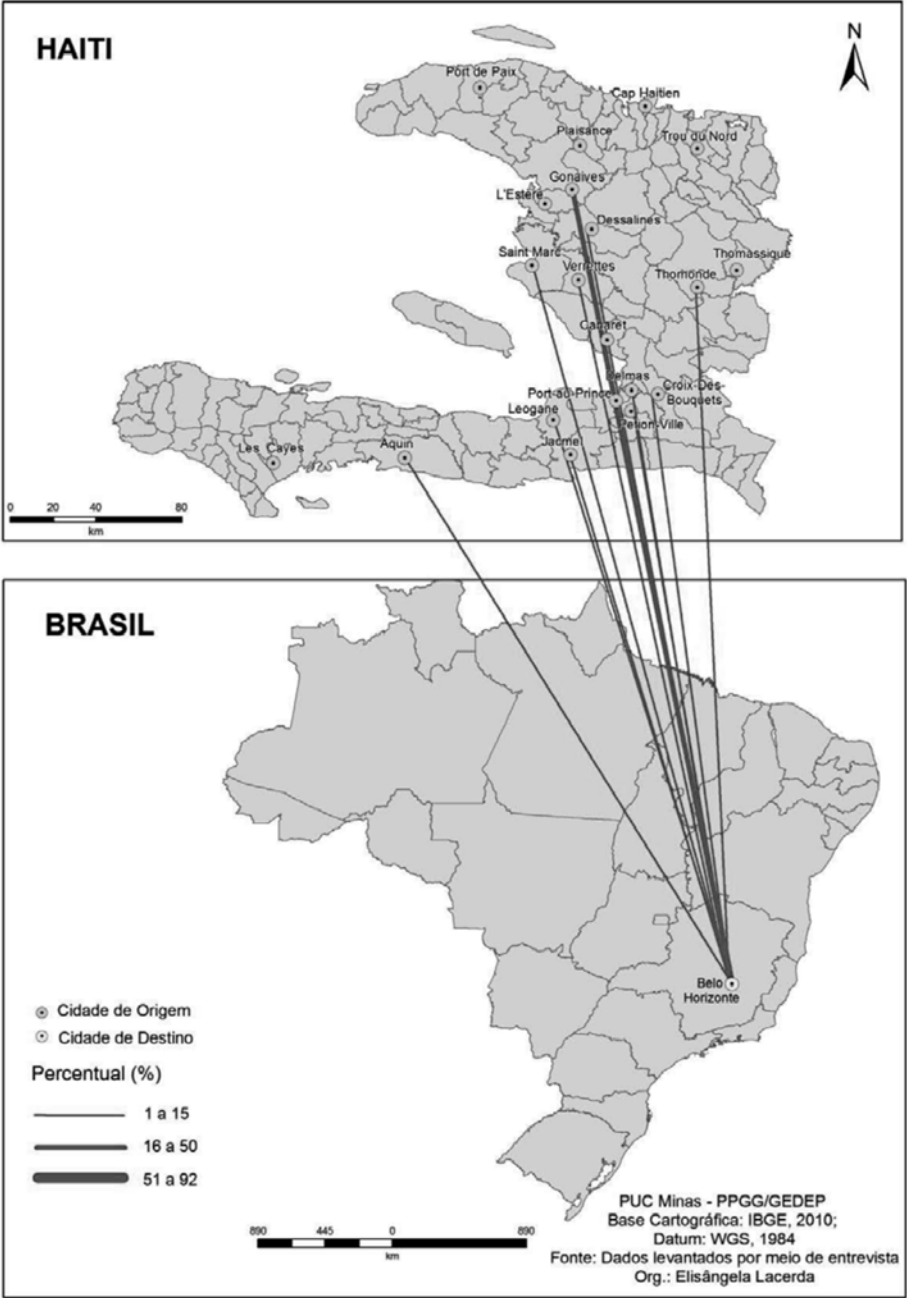 HAITI
N
Port de Paix
Cap Haitien
Plaisance
Trou du Nord
Gonaives
L'Estere
Dessalines
Saint Marc
Verrettes
Thomassique
Thomonde
Cabaret
Delmas
Port-au-Prince
Croix-Des-
Bouquets
Leogane
Petion-Ville
Jacmel
Les Cayes
Aquin
0 20 40 80
km
BRASIL
Belo
Horizonte
Cidade de Origem
Cidade de Destino
Percentual (%)
1 a 15
16 a 50
51 a 92
890 445 0 890
km
PUC Minas - PPGG/GEDEP
Base Cartográfica: IBGE, 2010;
Datum: WGS, 1984
Fonte: Dados levantados por meio de entrevista
Org.: Elisângela Lacerda